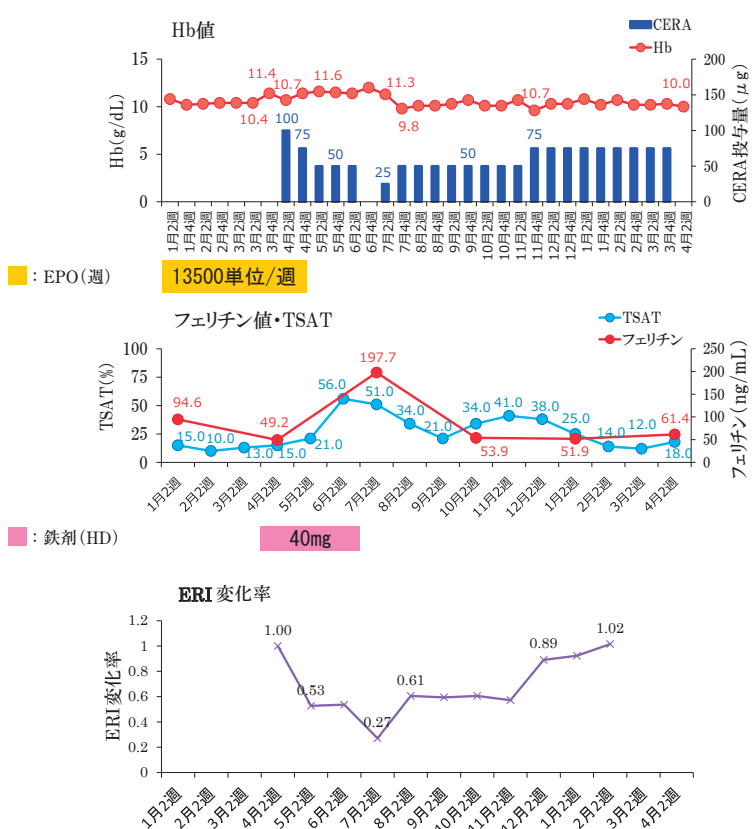 Hb値
CERA
Hb
Hb(g/dL)
15
10
5
0
11.4
10.7
11.6
11.3
10.7
10.0
10.4
9.8
100
75
50
25
50
75
200
150
100
50
0
CERA投与量(μg)
1月2週
1月4週
2月2週
2月4週
3月2週
3月2週
3月4週
4月2週
4月4週
5月2週
5月4週
6月2週
6月4週
7月2週
7月4週
8月2週
8月2週
9月2週
9月4週
10月2週
10月4週
11月2週
11月4週
12月2週
12月4週
1月2週
1月4週
2月2週
2月4週
3月2週
3月4週
4月2週
：EPO(週)
13500単位/週
フェリチン値・TSAT
TSAT
フェリチン
TSAT(%)
100
75
50
25
0
94.6
49.2
197.7
53.9
51.9
61.4
15.0
10.0
13.0
15.0
21.0
56.0
51.0
34.0
21.0
34.0
41.0
38.0
25.0
14.0
12.0
18.0
250
200
150
100
50
0
フェリチン(ng/mL)
1月2週
2月2週
3月2週
4月2週
5月2週
6月2週
7月2週
8月2週
9月2週
10月2週
11月2週
12月2週
1月2週
2月2週
3月2週
4月2週
：鉄剤(HD)
40mg
ERI 変化率
ERI変化率
1.2
1
0.8
0.6
0.4
0.2
0
1.00
0.53
0.27
0.61
0.89
1.02
1月2週
2月2週
3月2週
4月2週
5月2週
6月2週
7月2週
8月2週
9月2週
10月2週
11月2週
12月2週
1月2週
2月2週
3月2週
4月2週